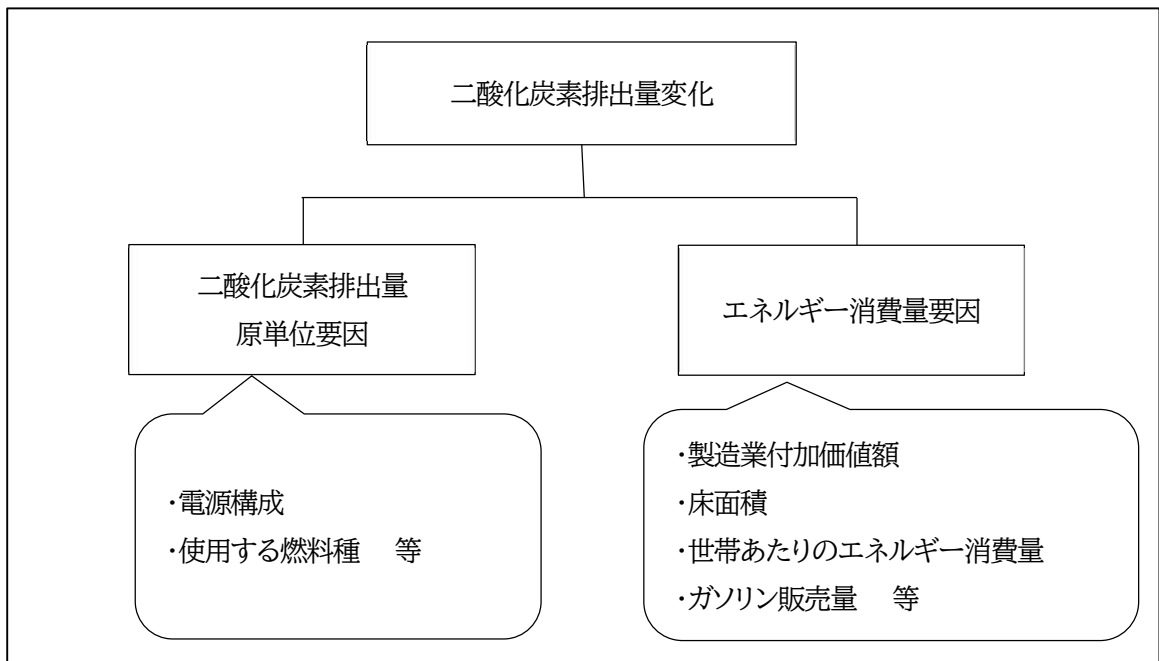 二酸化炭素排出量変化
二酸化炭素排出量
原単位要因
エネルギー消費量要因
・電源構成
・使用する燃料種　等
・製造業付加価値額
・床面積
・世帯あたりのエネルギー消費量
・ガソリン販売量　等